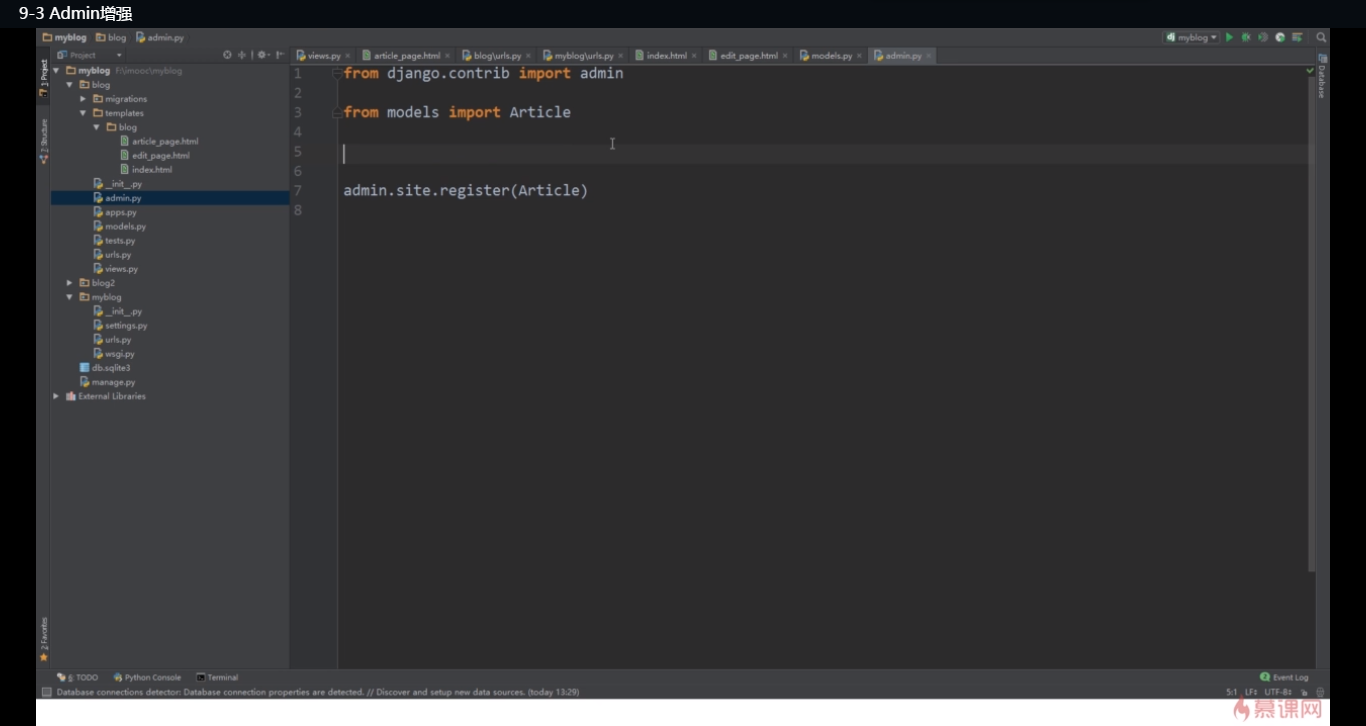 9-3 Admin增强
myblog blog admin.py
myblog
Project
views.py article_page.html blog\urls.py myblog\urls.py index.html edit_page.html models.py admin.py
1: Project
2: Structure
2: Favorites
Database
myblog F:\imooc\myblog
blog
migrations
templates
blog
article_page.html
edit_page.html
index.html
__init__.py
admin.py
apps.py
models.py
tests.py
urls.py
views.py
blog2
myblog
__init__.py
settings.py
urls.py
wsgi.py
db.sqlite3
manage.py
External Libraries
1 from django.contrib import admin
2
3 from models import Article
4
5
6
7 admin.site.register(Article)
8
6: TODO Python Console Terminal
Event Log
Database connections detector: Database connection properties are detected. // Discover and setup new data sources. (today 13:29)
5:1 LF÷ UTF-8÷
慕课网